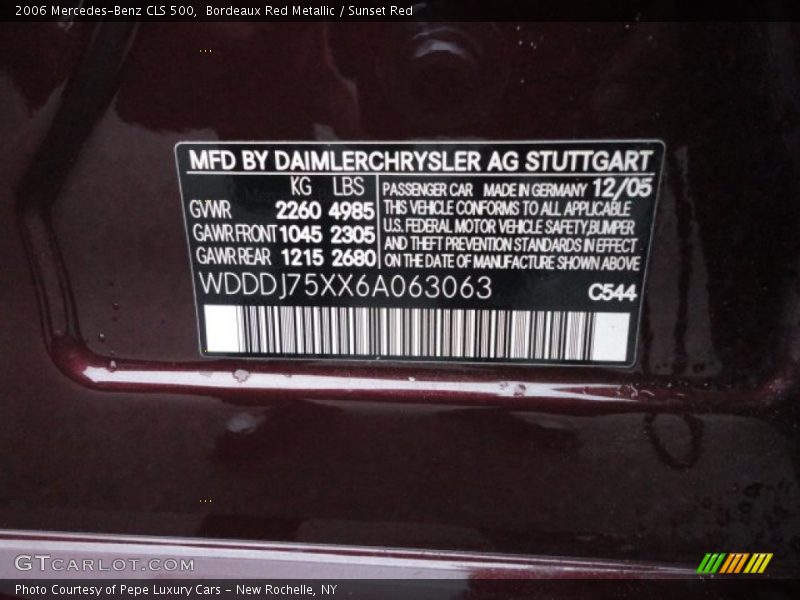 2006 Mercedes-Benz CLS 500,  Bordeaux Red Metallic / Sunset Red
MFD BY DAIMLERCHRYSLER AG STUTTGART
KG LBS
GVWR 2260 4985
GAWR FRONT 1045 2305
GAWR REAR 1215 2680
PASSENGER CAR MADE IN GERMANY 12/05
THIS VEHICLE CONFORMS TO ALL APPLICABLE
U.S. FEDERAL MOTOR VEHICLE SAFETY, BUMPER
AND THEFT PREVENTION STANDARDS IN EFFECT
ON THE DATE OF MANUFACTURE SHOWN ABOVE
WDDDJ75XX6A063063
C544
GTCARLOT.COM
Photo Courtesy of Pepe Luxury Cars - New Rochelle, NY